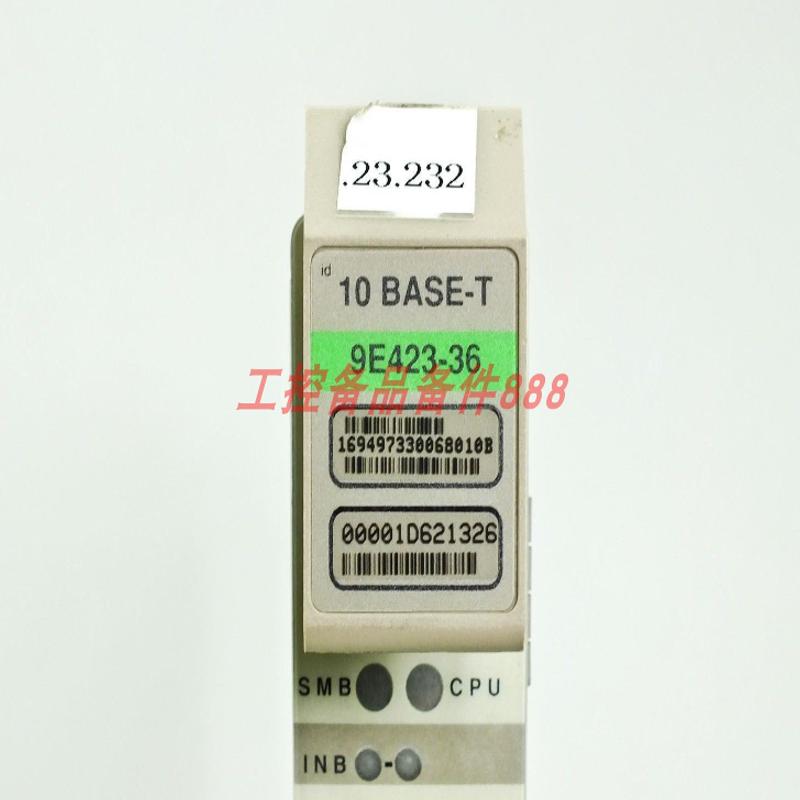 .23.232
id
10 BASE-T
9E423-36
工控备品备件888
169497330068010B
00001D621326
SMB CPU
INB -